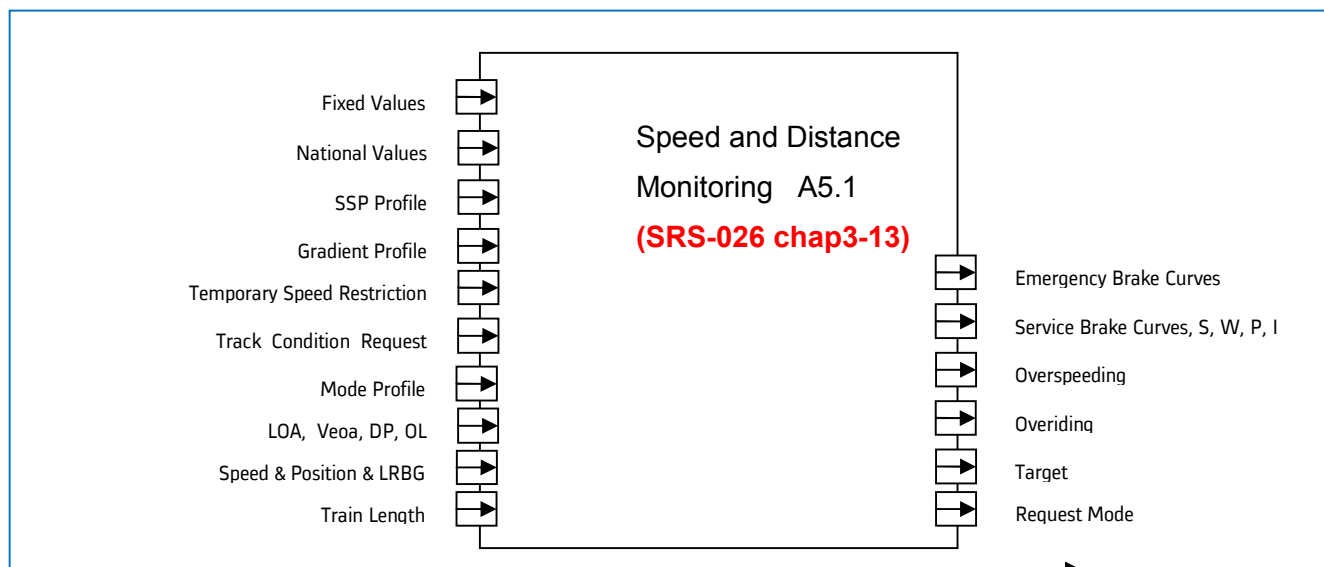 Fixed Values
National Values
SSP Profile
Gradient Profile
Temporary Speed Restriction
Track Condition Request
Mode Profile
LOA, Veoa, DP, OL
Speed & Position & LRBG
Train Length
Speed and Distance
Monitoring A5.1
(SRS-026 chap3-13)
Emergency Brake Curves
Service Brake Curves, S, W, P, I
Overspeeding
Overiding
Target
Request Mode